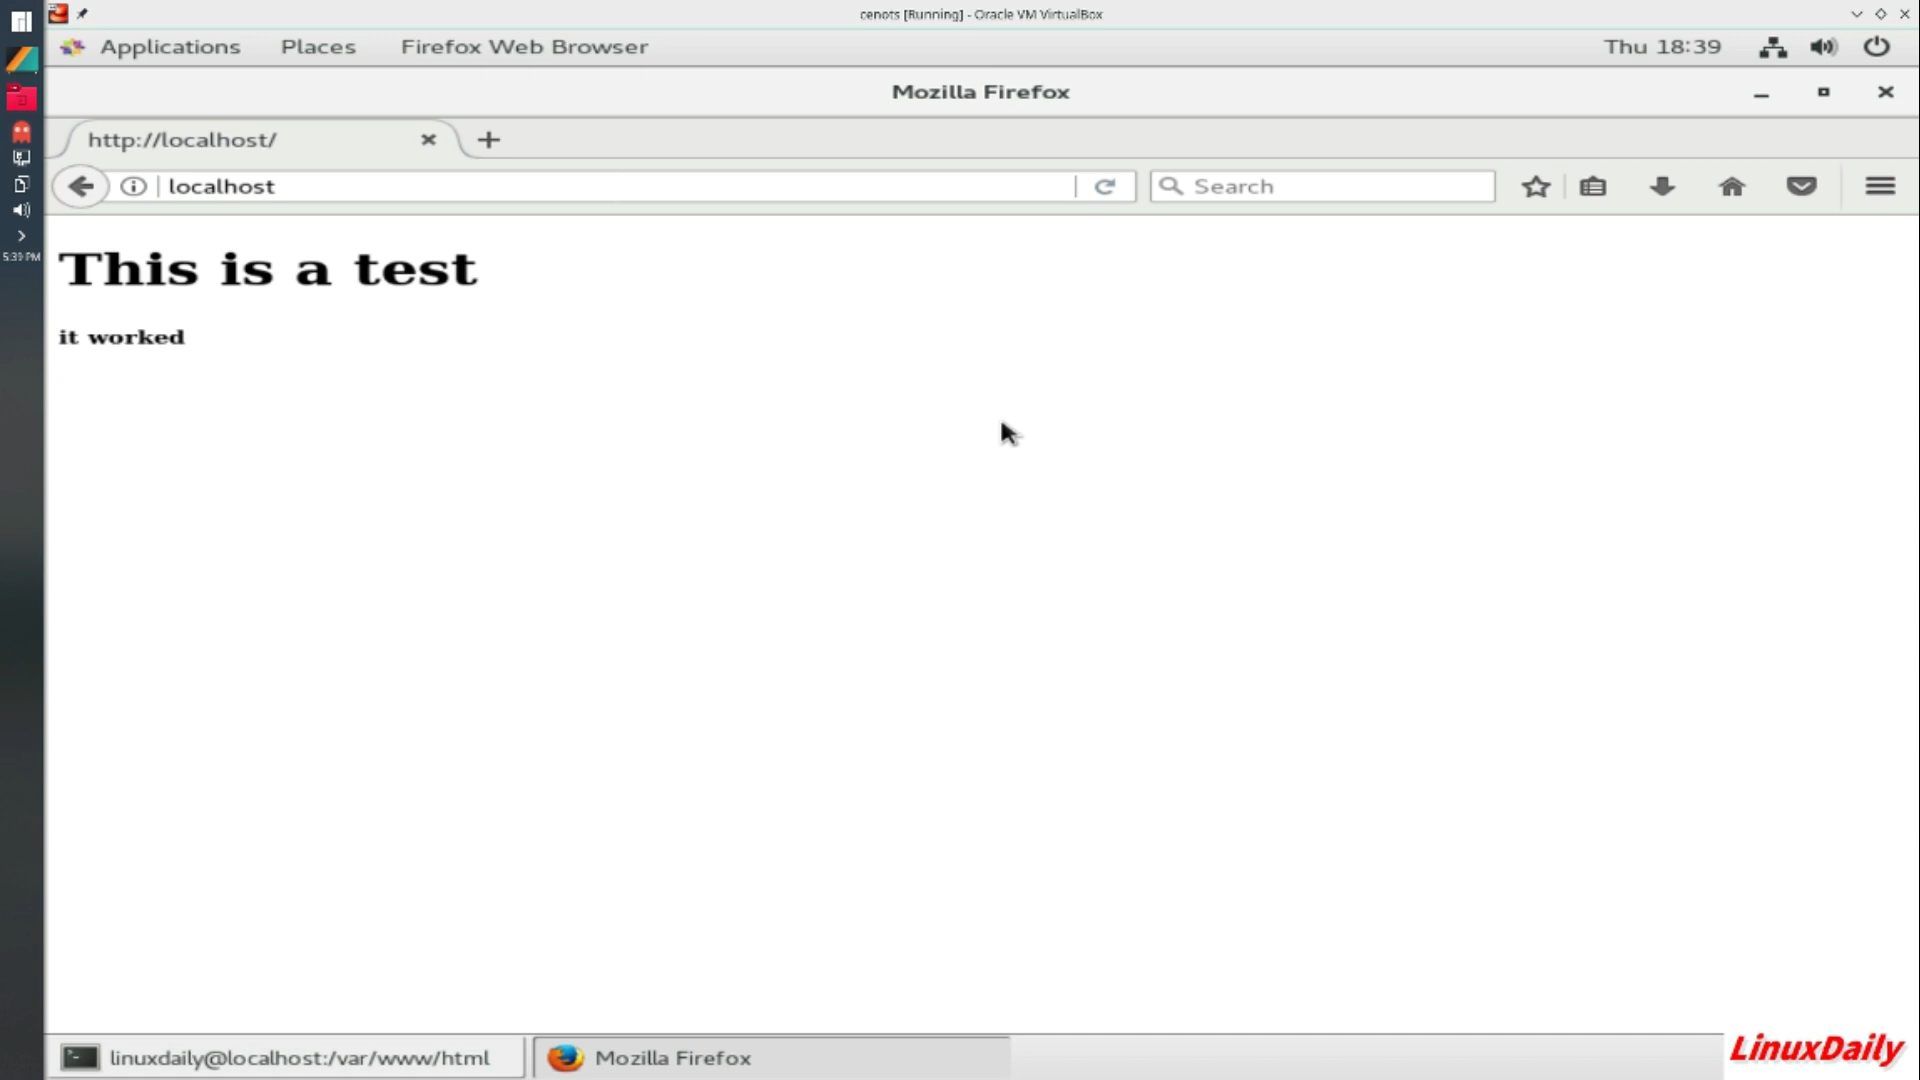 cenots [Running] - Oracle VM VirtualBox
Applications Places Firefox Web Browser Thu 18:39
Mozilla Firefox
http://localhost/
localhost Search
5:39 PM
This is a test
it worked
linuxdaily@localhost:/var/www/html Mozilla Firefox
LinuxDaily